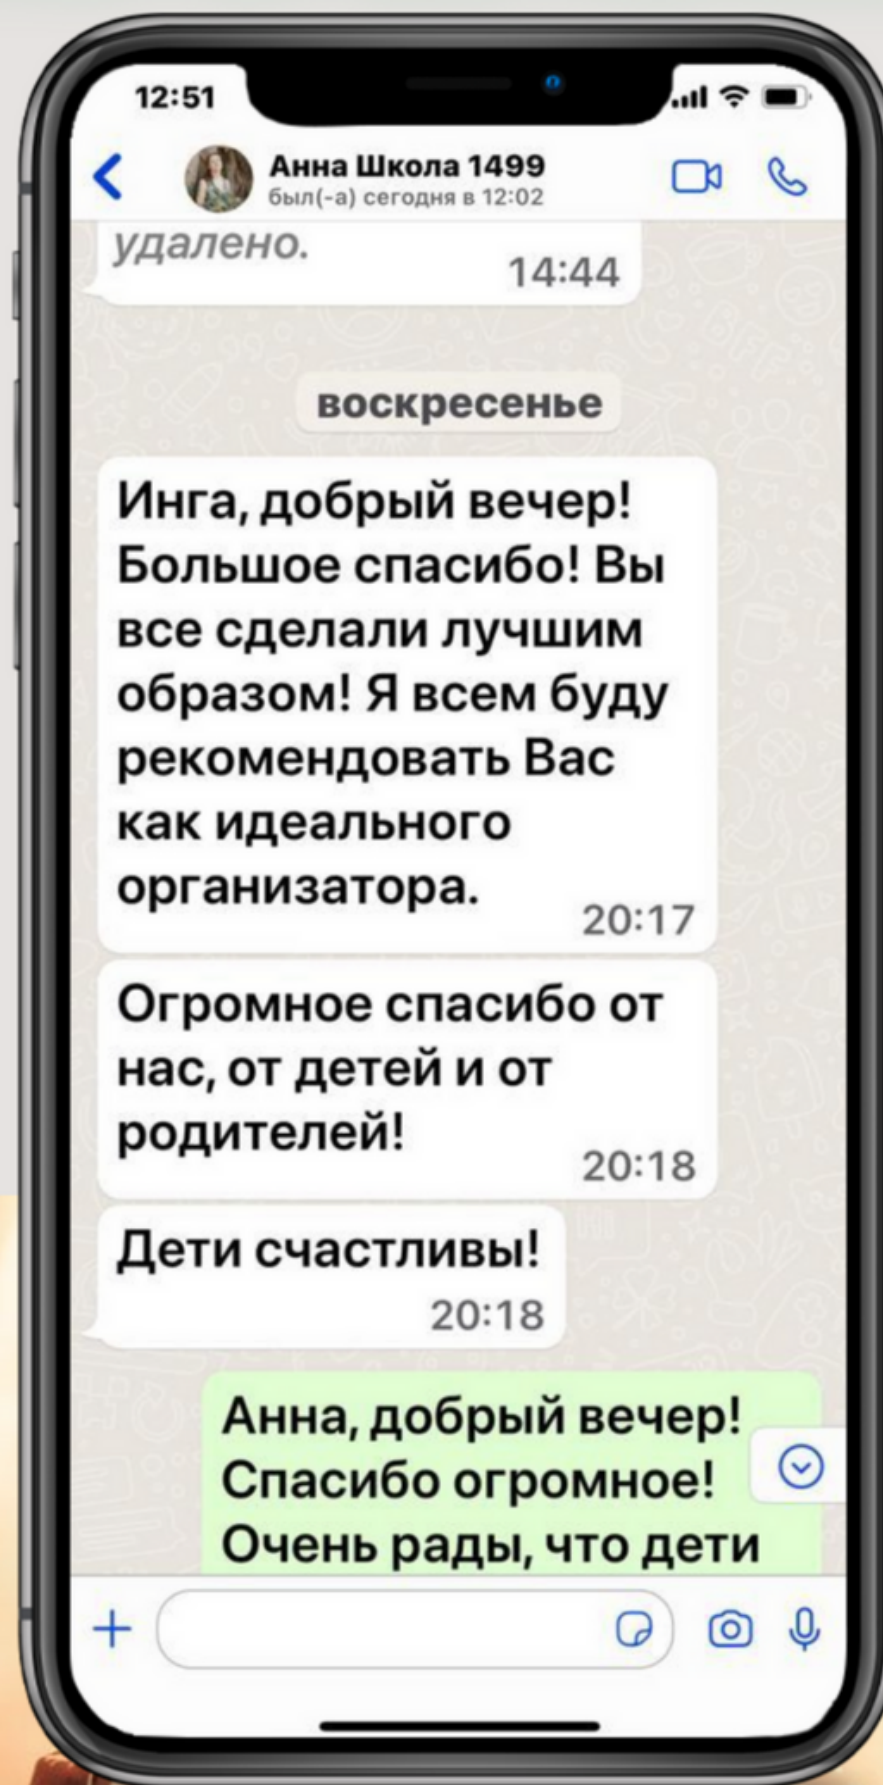 12:51
Анна Школа 1499
был(-а) сегодня в 12:02
удалено.
14:44
воскресенье
Инга, добрый вечер!
Большое спасибо! Вы
все сделали лучшим
образом! Я всем буду
рекомендовать Вас
как идеального
организатора.
20:17
Огромное спасибо от
нас, от детей и от
родителей!
20:18
Дети счастливы!
20:18
Анна, добрый вечер!
Спасибо огромное!
Очень рады, что дети